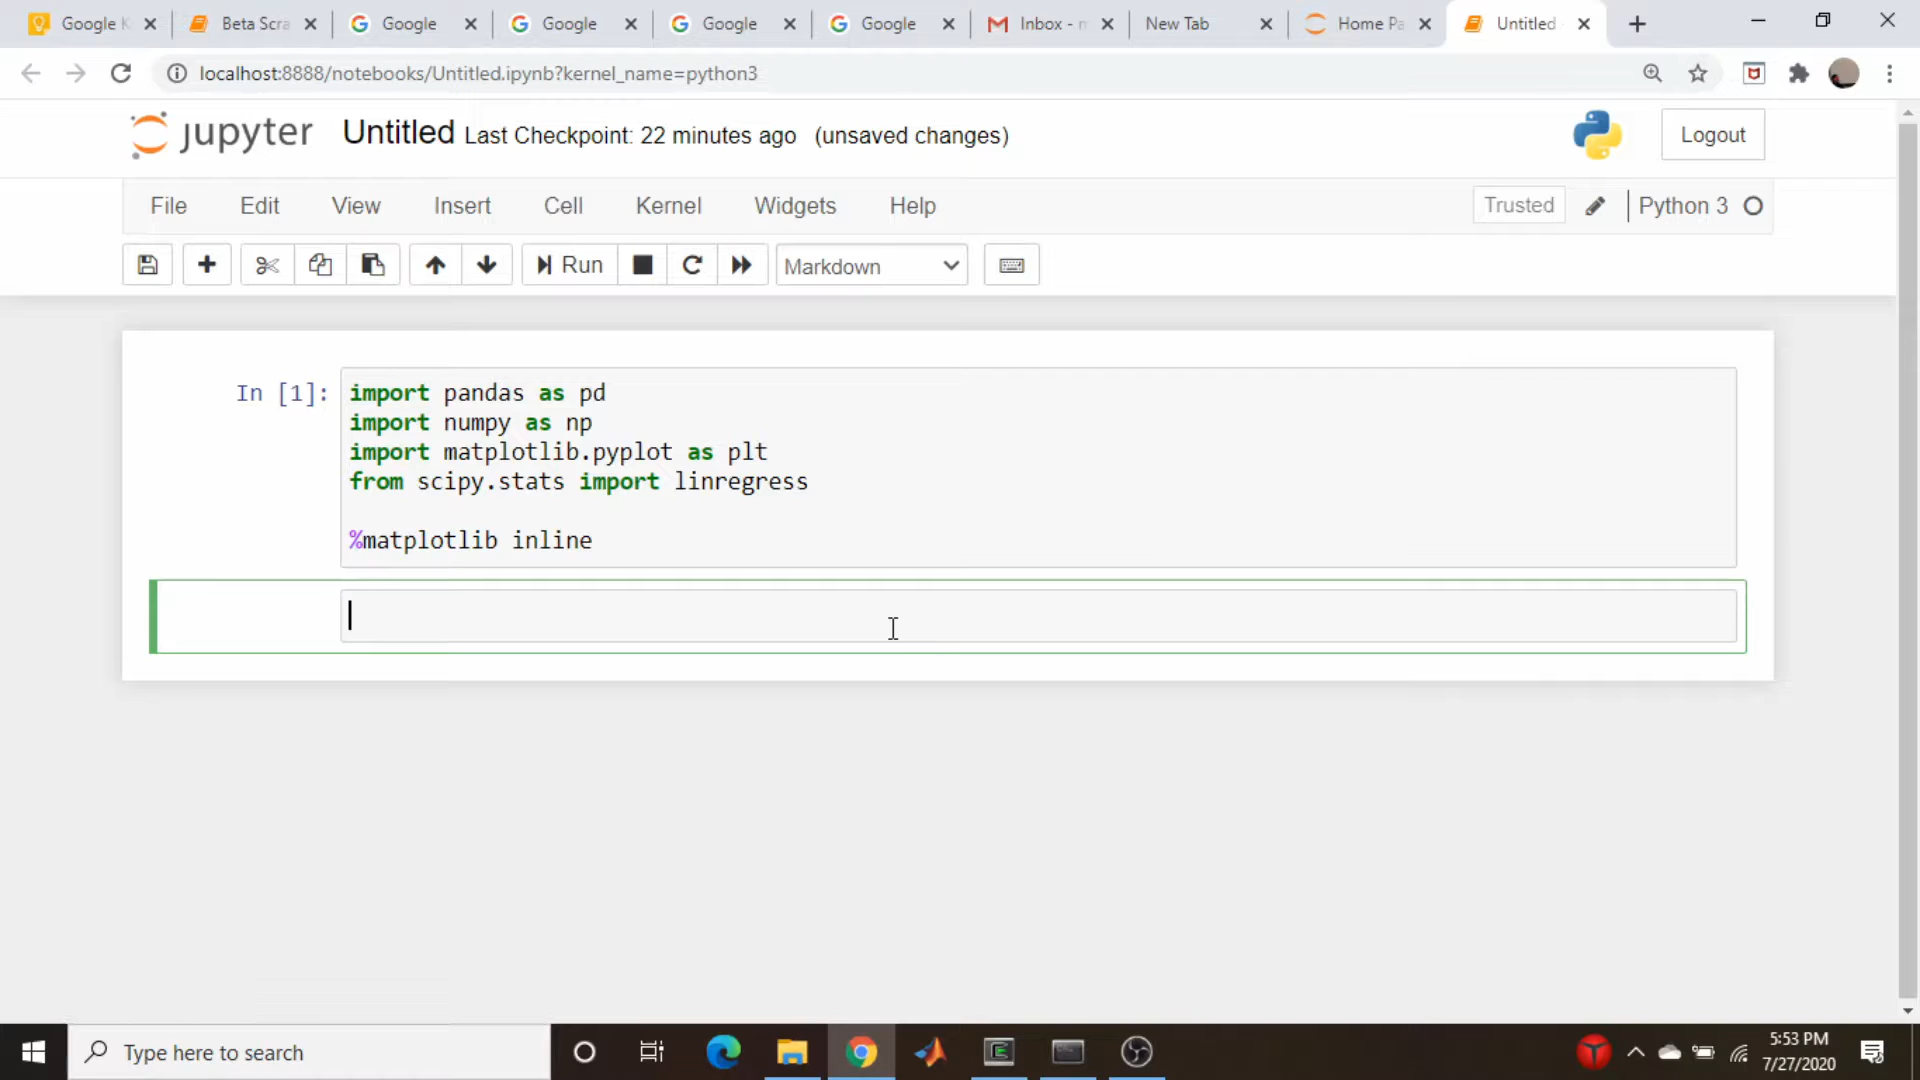 Google K
Beta Scra
Google
Google
Google
Google
Inbox - n
New Tab
Home Pa
Untitled
localhost:8888/notebooks/Untitled.ipynb?kernel_name=python3
jupyter Untitled Last Checkpoint: 22 minutes ago (unsaved changes)
Logout
File Edit View Insert Cell Kernel Widgets Help
Trusted
Python 3
Run
Markdown
In [1]: import pandas as pd
import numpy as np
import matplotlib.pyplot as plt
from scipy.stats import linregress
%matplotlib inline
Type here to search
5:53 PM
7/27/2020